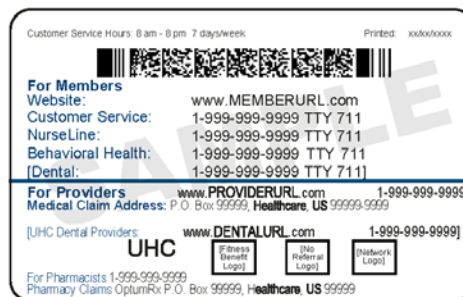 Customer Service Hours: 8 am - 8 pm 7 days/week Printed: xx/xx/xxxx
For Members
Website: www.MEMBERURL.com
Customer Service: 1-999-999-9999 TTY 711
NurseLine: 1-999-999-9999 TTY 711
Behavioral Health: 1-999-999-9999 TTY 711
[Dental: 1-999-999-9999 TTY 711]
SAMPLE
For Providers www.PROVIDERURL.com 1-999-999-9999
Medical Claim Address: P.O. Box 99999, Healthcare, US 99999-9999
[UHC Dental Providers: www.DENTALURL.com 1-999-999-9999]
UHC [Fitness Benefit Logo] [No Referral Logo] [Network Logo]
For Pharmacists 1-999-999-9999
Pharmacy Claims OptumRx P.O. Box 99999, Healthcare, US 99999